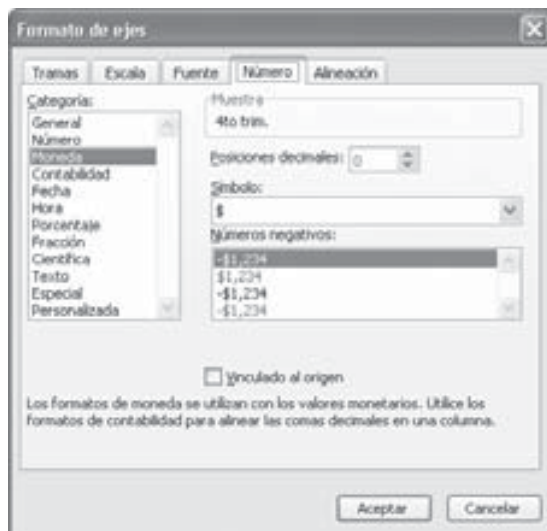 Formato de ejes
Tramas Escala Fuente Número Alineación
Categoría:
General
Número
Moneda
Contabilidad
Fecha
Hora
Porcentaje
Fracción
Científica
Texto
Especial
Personalizada
Muestra
4to trim.
Posiciones decimales: 0
Símbolo:
$
Números negativos:
-$1,234
$1,234
-$1,234
-$1,234
Vinculado al origen
Los formatos de moneda se utilizan con los valores monetarios. Utilice los
formatos de contabilidad para alinear las comas decimales en una columna.
Aceptar Cancelar